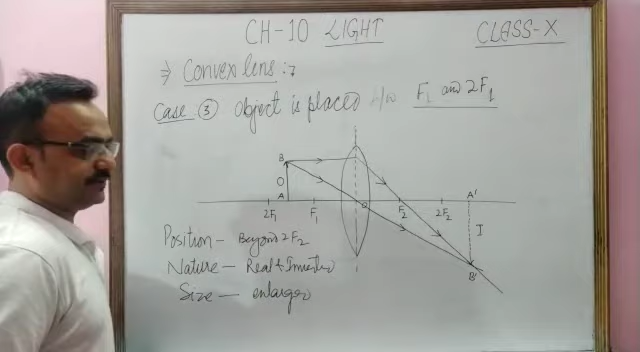 CH-10 LIGHT CLASS-X
⇒ Convex lens :-
Case ③ object is placed b/w F₁ and 2F₁
B
O
A
2F₁ F₁ O F₂ 2F₂ A'
I
B'
Position – Beyond 2F₂
Nature – Real & Inverted
Size – enlarged